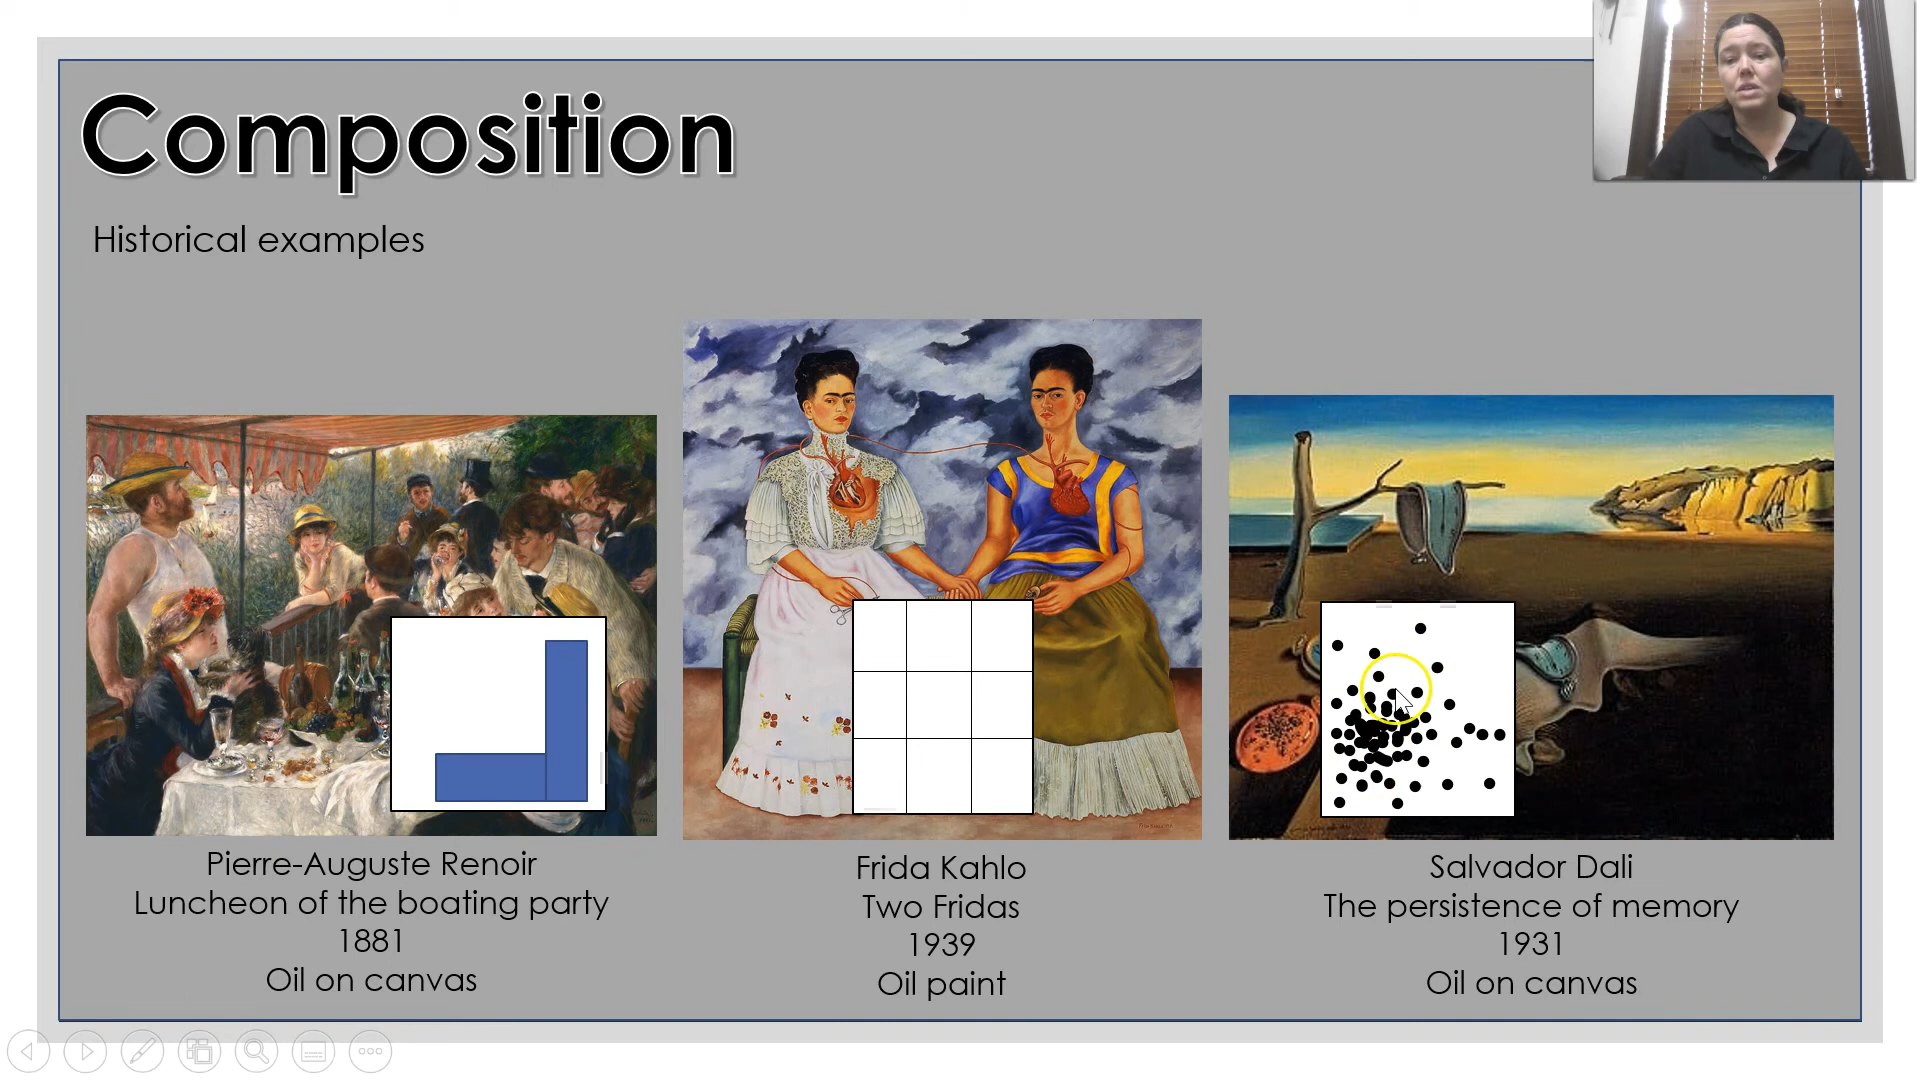 Composition
Historical examples
Pierre-Auguste Renoir
Luncheon of the boating party
1881
Oil on canvas
Frida Kahlo
Two Fridas
1939
Oil paint
Salvador Dali
The persistence of memory
1931
Oil on canvas